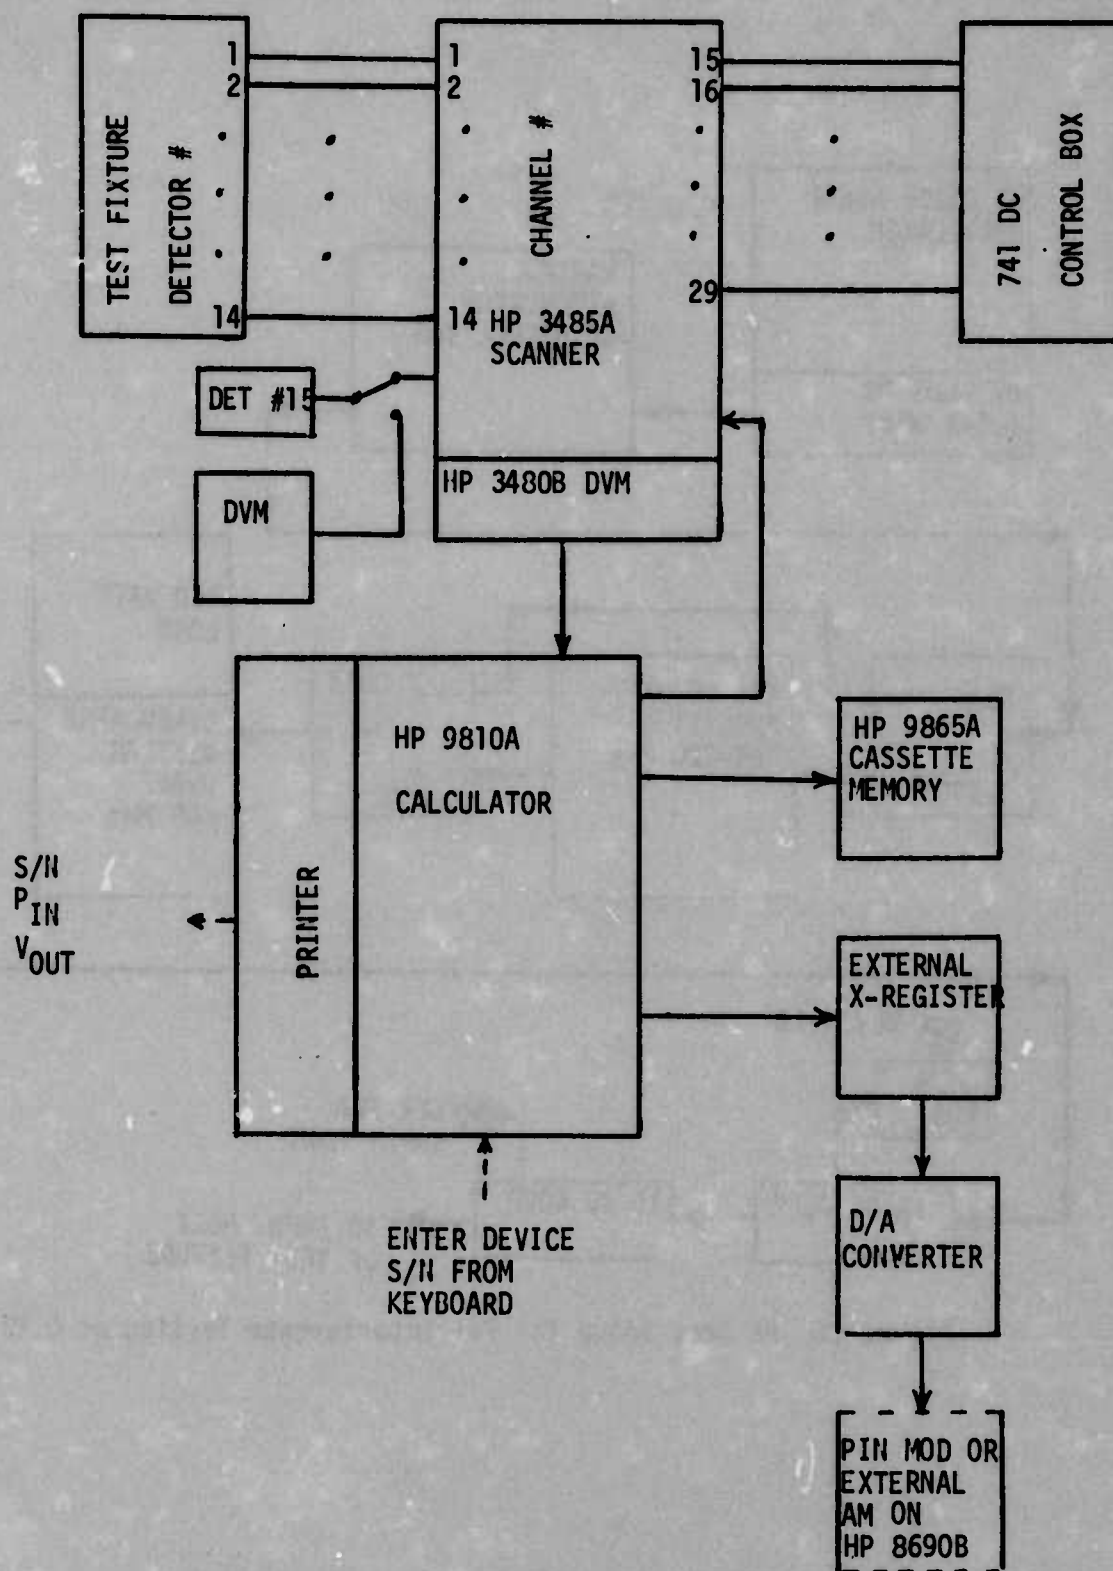 TEST FIXTURE
DETECTOR #
1
2
14
1
2
14
CHANNEL #
HP 3485A
SCANNER
15
16
29
741 DC
CONTROL BOX
DET #15
DVM
HP 3480B DVM
HP 9810A
CALCULATOR
PRINTER
S/N
PIN
VOUT
HP 9865A
CASSETTE
MEMORY
EXTERNAL
X-REGISTER
ENTER DEVICE
S/N FROM
KEYBOARD
D/A
CONVERTER
PIN MOD OR
EXTERNAL
AM ON
HP 8690B